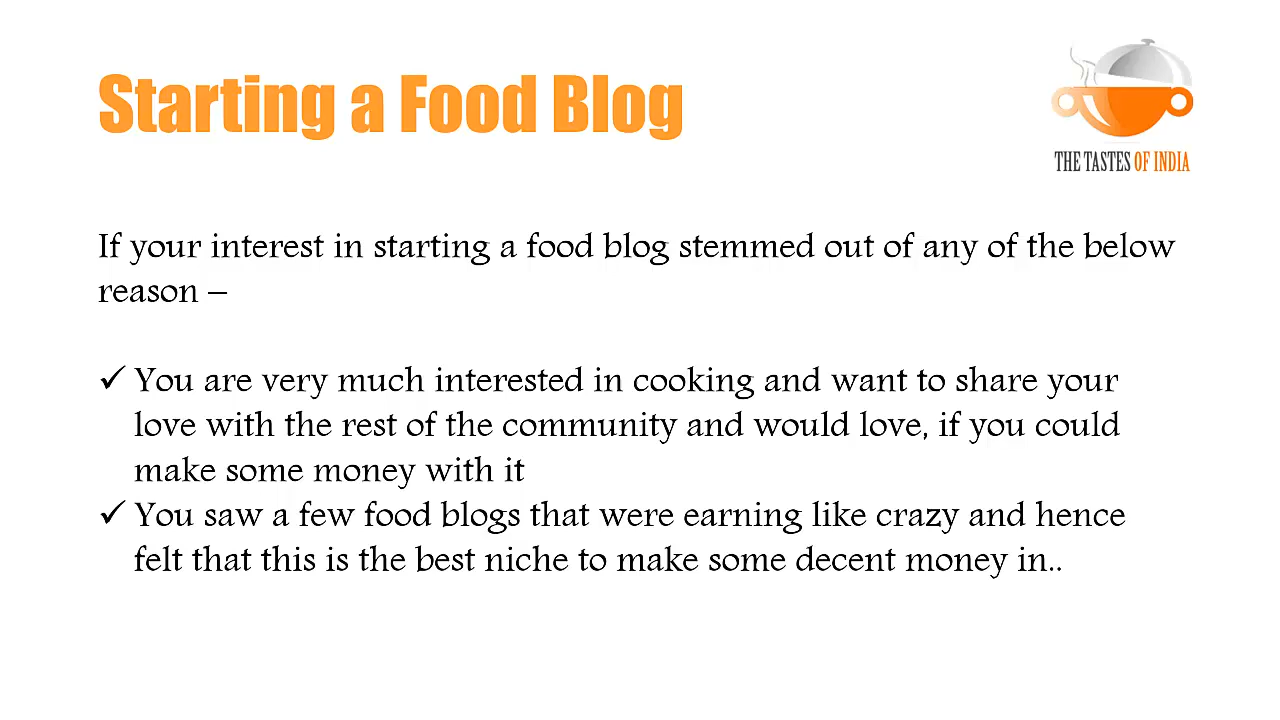 Starting a Food Blog
THE TASTES OF INDIA
If your interest in starting a food blog stemmed out of any of the below
reason –
✓ You are very much interested in cooking and want to share your
love with the rest of the community and would love, if you could
make some money with it
✓ You saw a few food blogs that were earning like crazy and hence
felt that this is the best niche to make some decent money in..